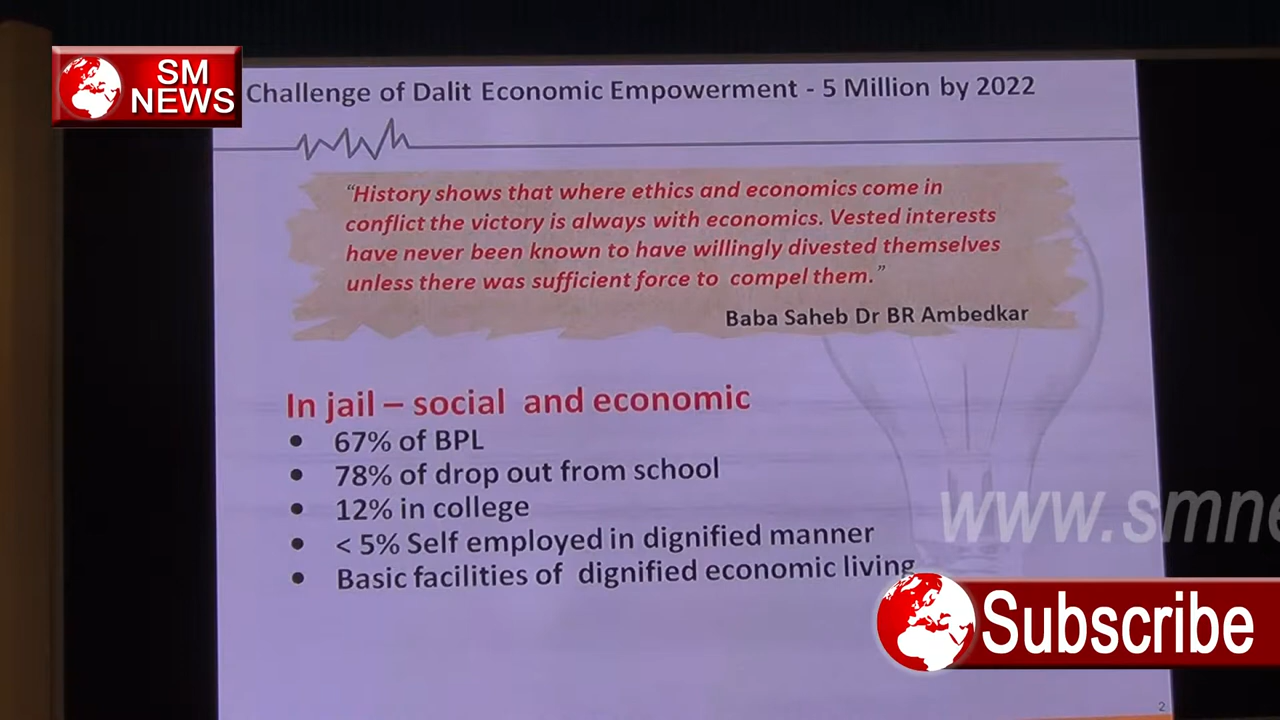 SM
NEWS
Challenge of Dalit Economic Empowerment - 5 Million by 2022
“History shows that where ethics and economics come in
conflict the victory is always with economics. Vested interests
have never been known to have willingly divested themselves
unless there was sufficient force to compel them.”
Baba Saheb Dr BR Ambedkar
In jail – social and economic
• 67% of BPL
• 78% of drop out from school
• 12% in college
• < 5% Self employed in dignified manner
• Basic facilities of dignified economic living
www.smne
Subscribe
2